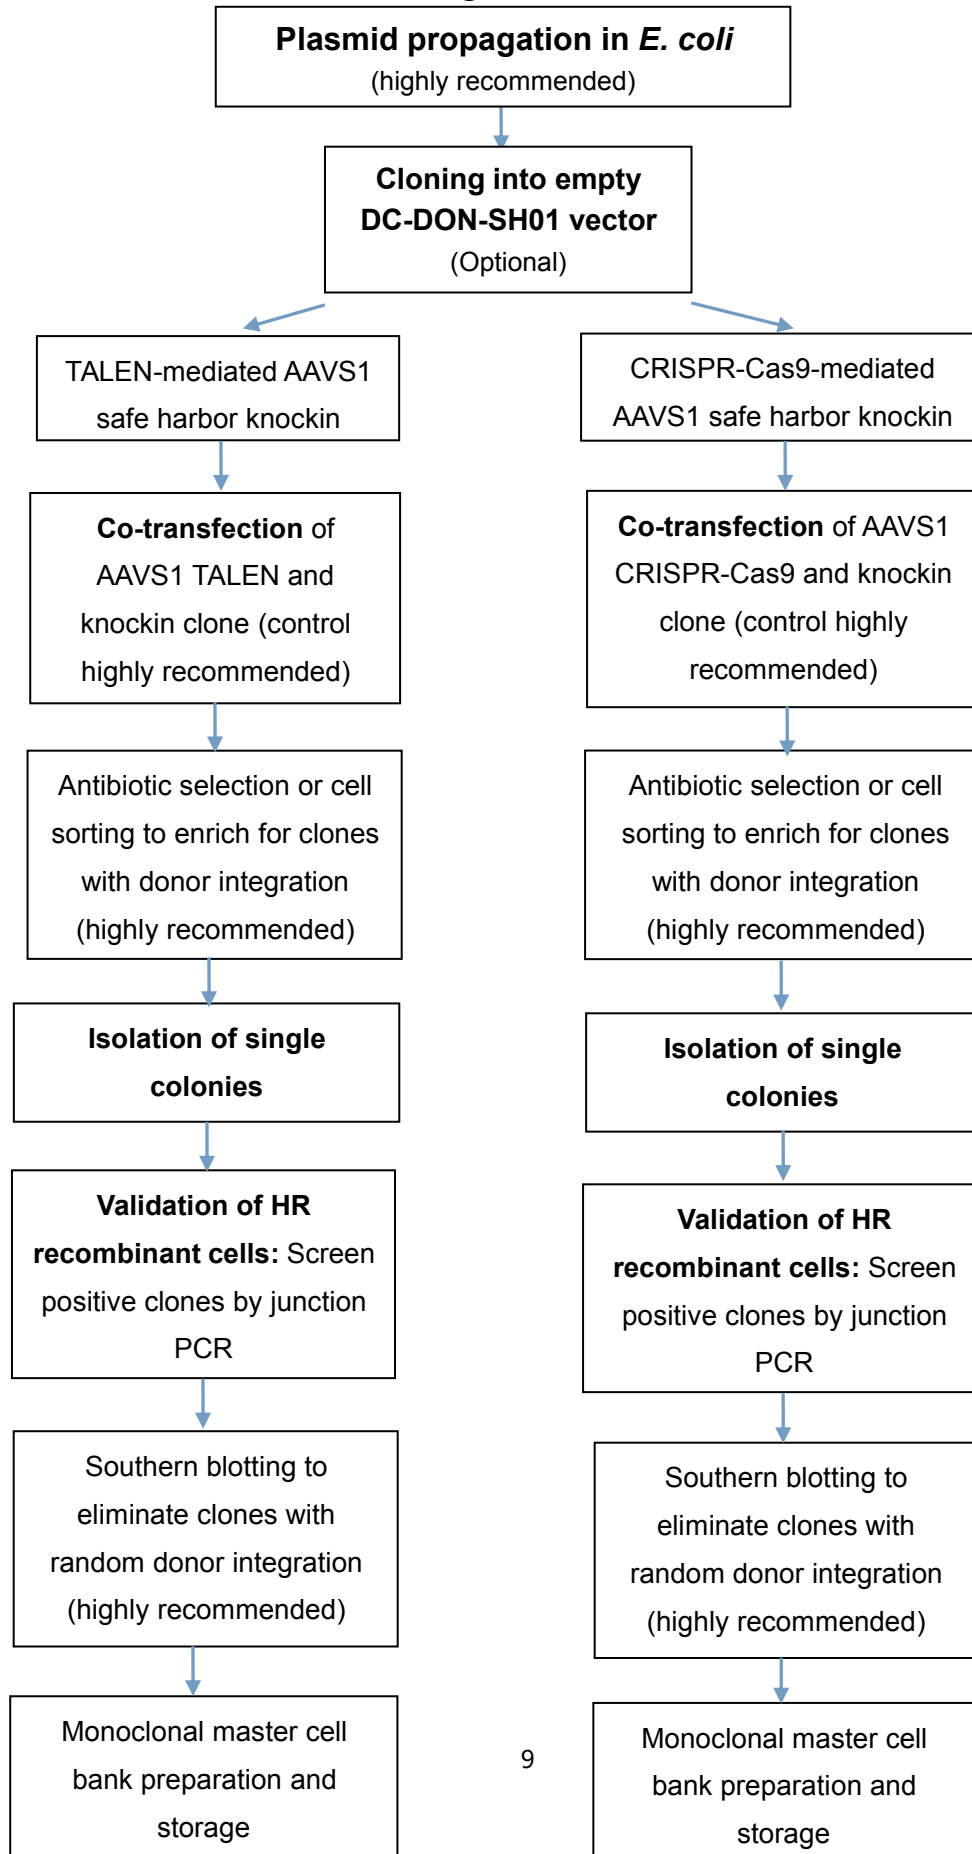 Plasmid propagation in E. coli
(highly recommended)
Cloning into empty
DC-DON-SH01 vector
(Optional)
TALEN-mediated AAVS1
safe harbor knockin
Co-transfection of
AAVS1 TALEN and
knockin clone (control
highly recommended)
Antibiotic selection or cell
sorting to enrich for clones
with donor integration
(highly recommended)
Isolation of single
colonies
Validation of HR
recombinant cells: Screen
positive clones by junction
PCR
Southern blotting to
eliminate clones with
random donor integration
(highly recommended)
Monoclonal master cell
bank preparation and
storage
CRISPR-Cas9-mediated
AAVS1 safe harbor knockin
Co-transfection of AAVS1
CRISPR-Cas9 and knockin
clone (control highly
recommended)
Antibiotic selection or cell
sorting to enrich for clones
with donor integration
(highly recommended)
Isolation of single
colonies
Validation of HR
recombinant cells: Screen
positive clones by junction
PCR
Southern blotting to
eliminate clones with
random donor integration
(highly recommended)
Monoclonal master cell
bank preparation and
storage
9